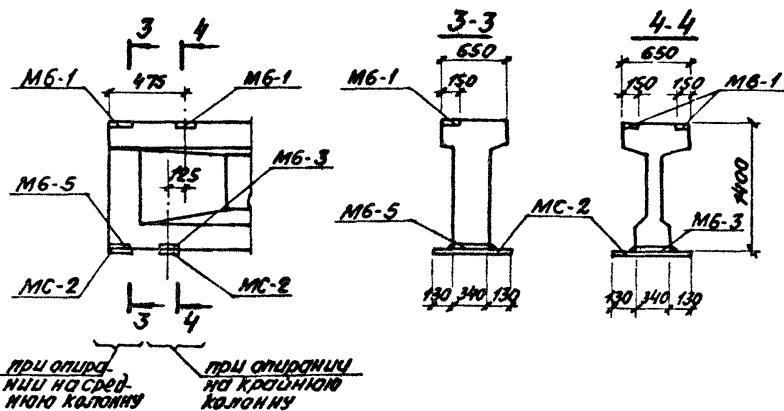 3
4
475
М6-1
М6-1
125
М6-3
М6-5
МС-2
МС-2
3
4
при опира-
нии на сред-
нюю колонну
при опирании
на крайнюю
колонну
3-3
650
М6-1
150
М6-5
МС-2
130
340
130
4-4
650
150
150
МВ-1
1400
М6-3
130
340
130